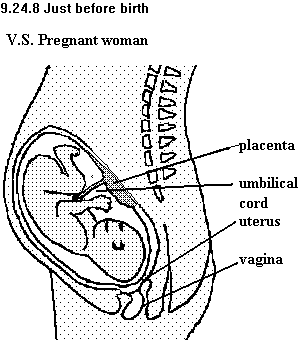 9.24.8 Just before birth
V.S. Pregnant woman
placenta
umbilical
cord
uterus
vagina